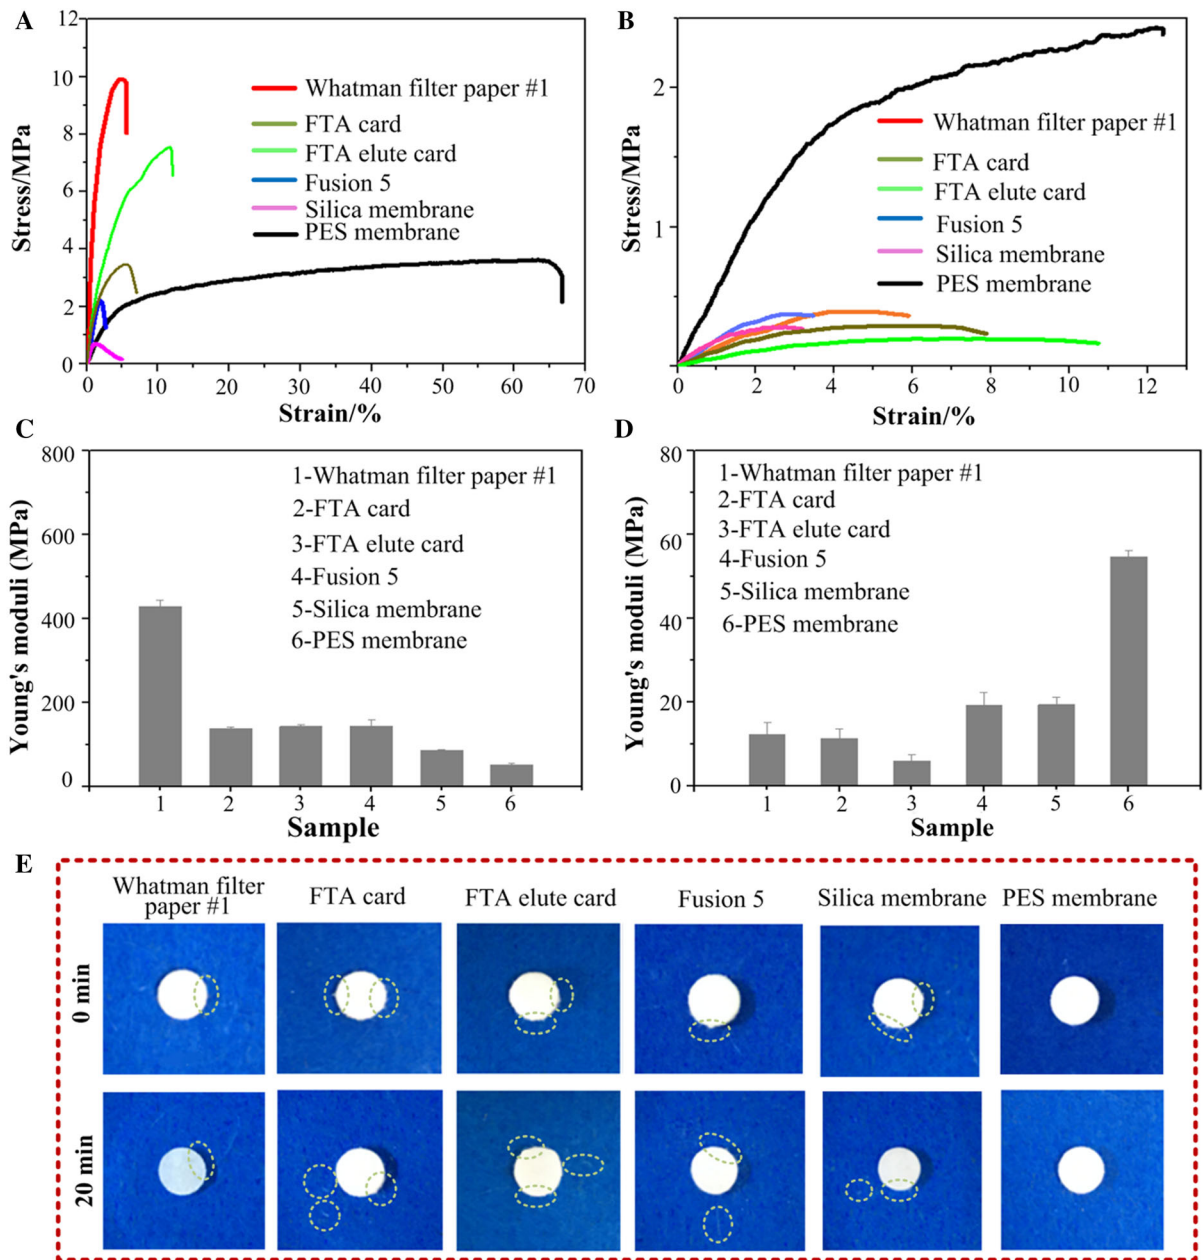 A
12
10
8
6
4
2
0
Stress/MPa
Whatman filter paper #1
FTA card
FTA elute card
Fusion 5
Silica membrane
PES membrane
0 10 20 30 40 50 60 70
Strain/%
B
2
1
Stress/MPa
Whatman filter paper #1
FTA card
FTA elute card
Fusion 5
Silica membrane
PES membrane
0 2 4 6 8 10 12
Strain/%
C
800
600
400
200
0
Young's moduli (MPa)
1-Whatman filter paper #1
2-FTA card
3-FTA elute card
4-Fusion 5
5-Silica membrane
6-PES membrane
1 2 3 4 5 6
Sample
D
80
60
40
20
0
Young's moduli (MPa)
1-Whatman filter paper #1
2-FTA card
3-FTA elute card
4-Fusion 5
5-Silica membrane
6-PES membrane
1 2 3 4 5 6
Sample
E
Whatman filter
paper #1
FTA card
FTA elute card
Fusion 5
Silica membrane
PES membrane
0 min
20 min